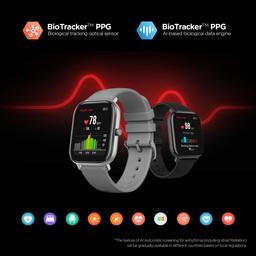 BioTracker™ PPG
Biological tracking optical sensor
BioTracker™ PPG
AI-based biological data engine
78
98
*The feature of AI Automatic screening for arrhythmia (including atrial fibrillation)
will be gradually available in different countries based on local regulations.